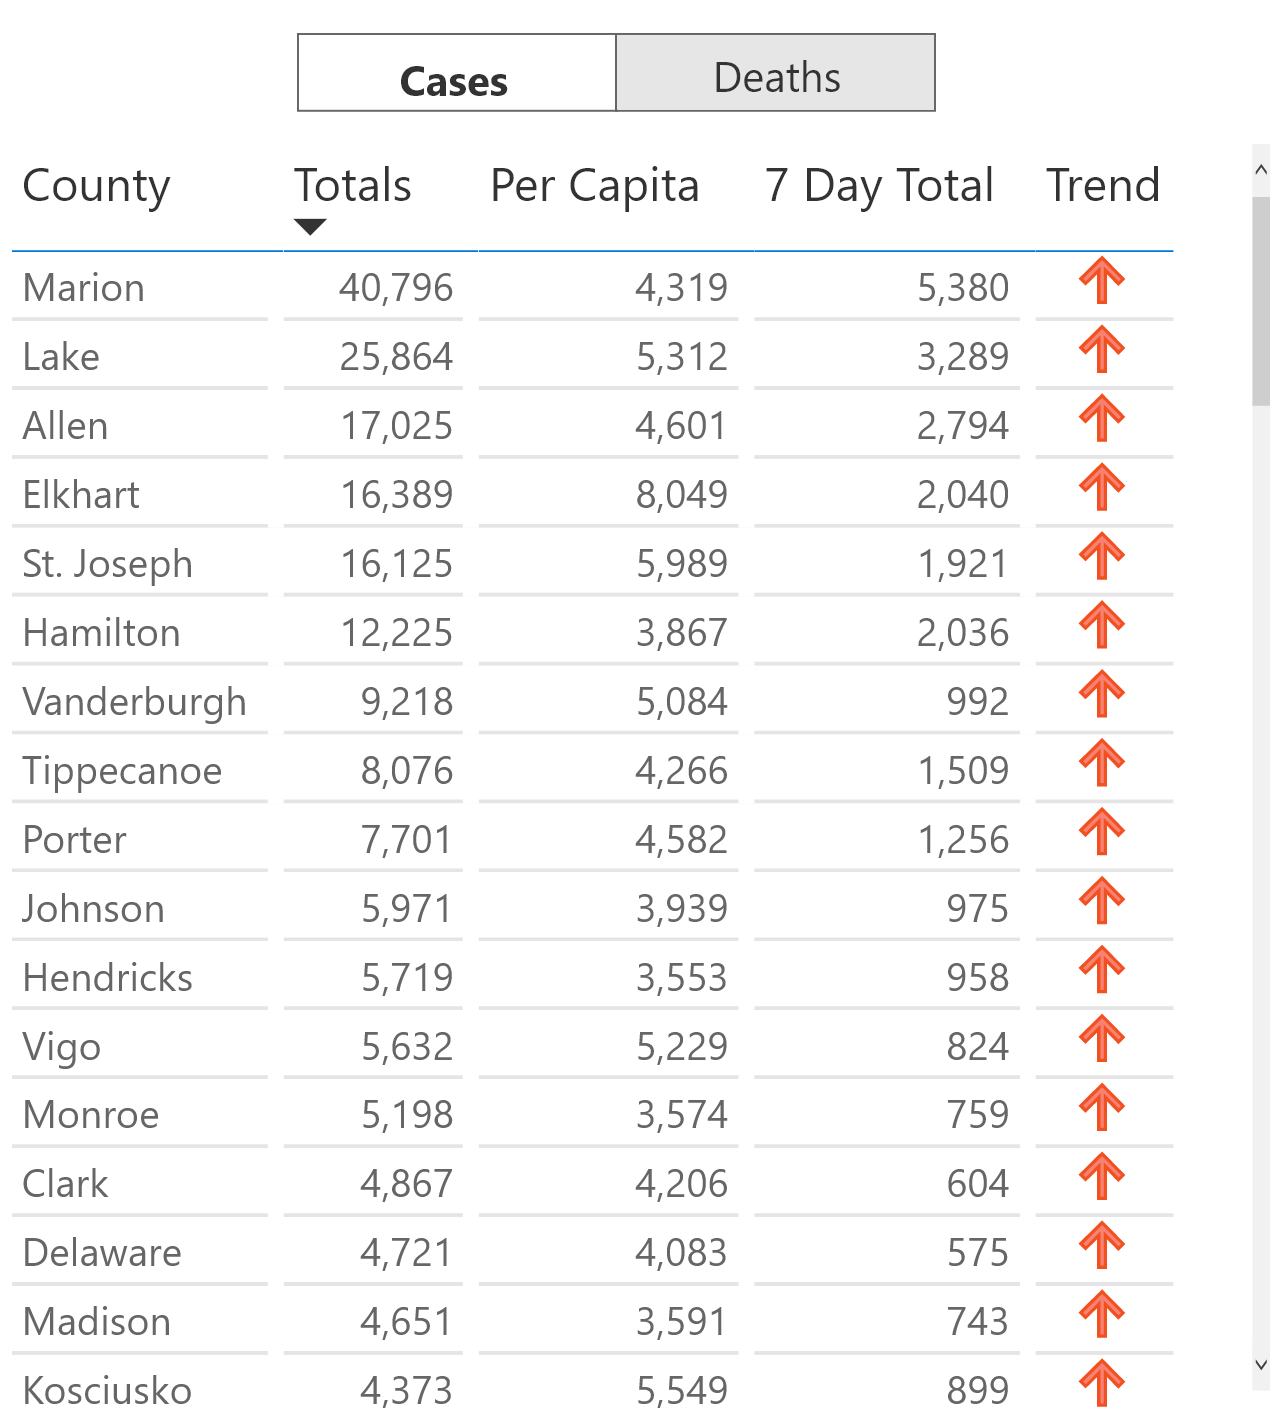 Cases Deaths
County Totals Per Capita 7 Day Total Trend
Marion 40,796 4,319 5,380
Lake 25,864 5,312 3,289
Allen 17,025 4,601 2,794
Elkhart 16,389 8,049 2,040
St. Joseph 16,125 5,989 1,921
Hamilton 12,225 3,867 2,036
Vanderburgh 9,218 5,084 992
Tippecanoe 8,076 4,266 1,509
Porter 7,701 4,582 1,256
Johnson 5,971 3,939 975
Hendricks 5,719 3,553 958
Vigo 5,632 5,229 824
Monroe 5,198 3,574 759
Clark 4,867 4,206 604
Delaware 4,721 4,083 575
Madison 4,651 3,591 743
Kosciusko 4,373 5,549 899